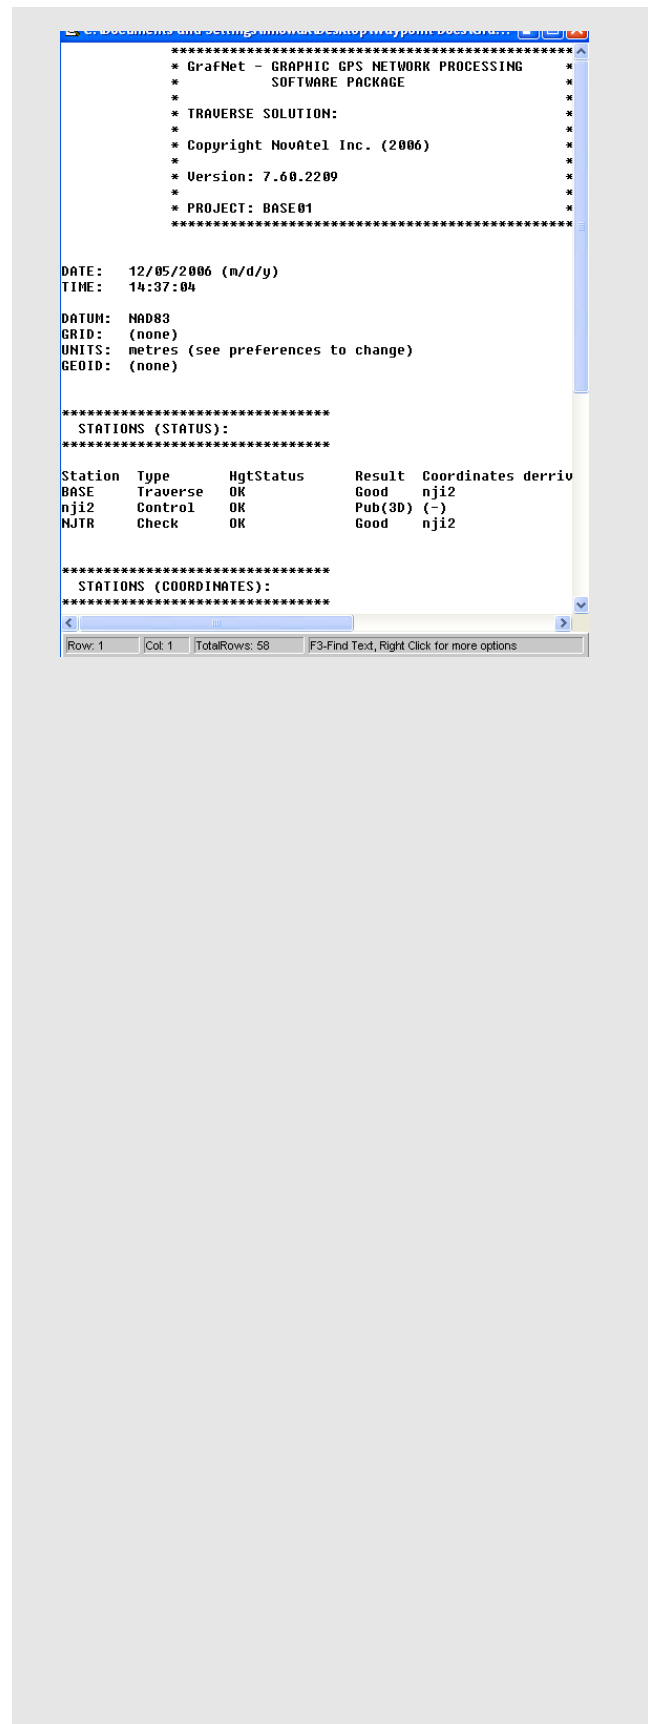 *************************************************
* GrafNet - GRAPHIC GPS NETWORK PROCESSING *
* SOFTWARE PACKAGE *
* *
* TRAVERSE SOLUTION: *
* *
* Copyright NovAtel Inc. (2006) *
* *
* Version: 7.60.2209 *
* *
* PROJECT: BASE01 *
*************************************************
DATE: 12/05/2006 (m/d/y)
TIME: 14:37:04
DATUM: NAD83
GRID: (none)
UNITS: metres (see preferences to change)
GEOID: (none)
********************************
STATIONS (STATUS):
********************************
Station Type HgtStatus Result Coordinates derriv
BASE Traverse OK Good nji2
nji2 Control OK Pub(3D) (-)
NJTR Check OK Good nji2
********************************
STATIONS (COORDINATES):
********************************
Row: 1 Col: 1 TotalRows: 58 F3-Find Text, Right Click for more options